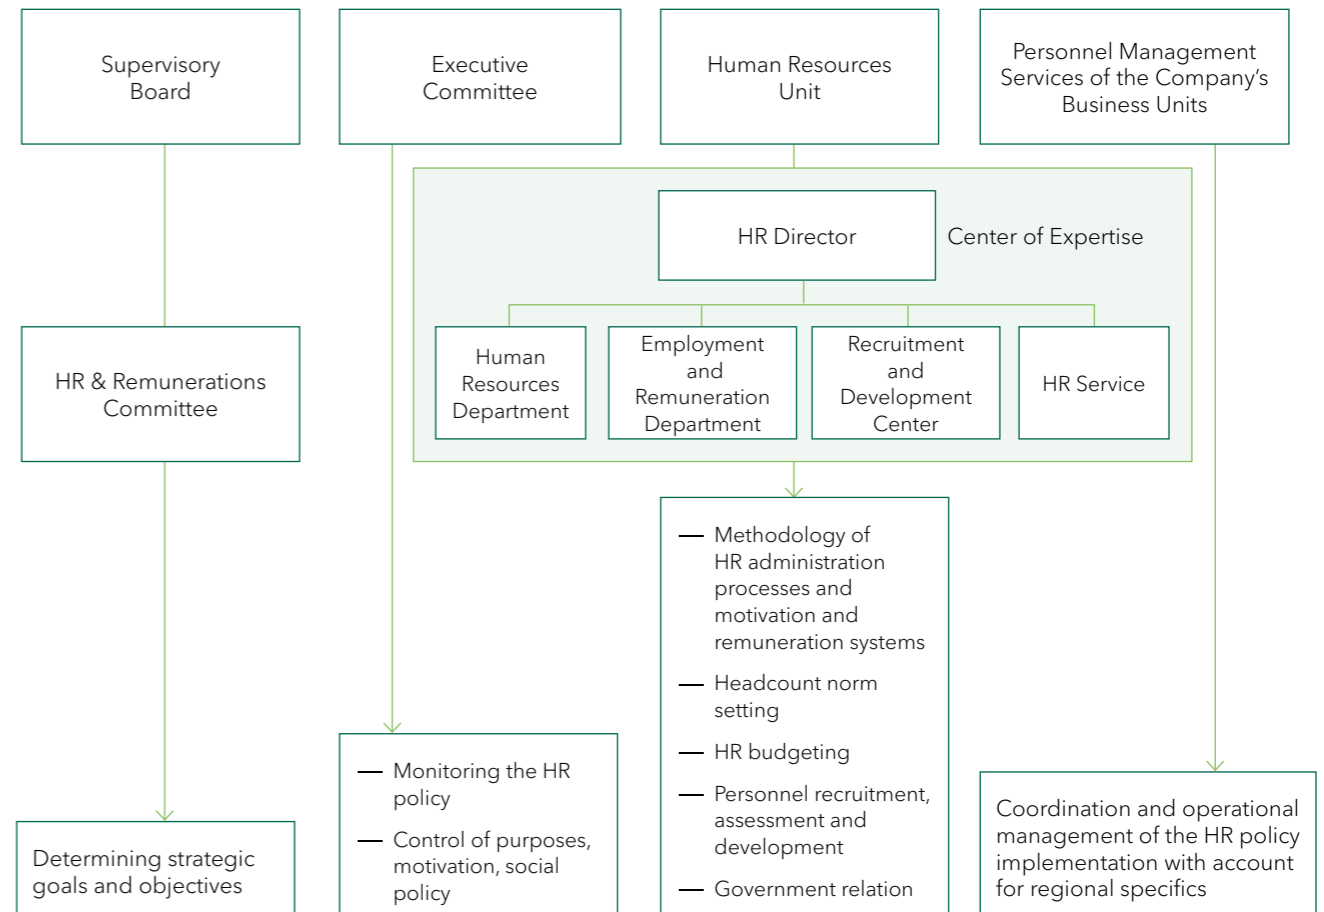 Supervisory
Board
Executive
Committee
Human Resources
Unit
Personnel Management
Services of the Company’s
Business Units
HR Director
Center of Expertise
HR & Remunerations
Committee
Human
Resources
Department
Employment
and
Remuneration
Department
Recruitment
and
Development
Center
HR Service
Determining strategic
goals and objectives
— Monitoring the HR
policy
— Control of purposes,
motivation, social
policy
— Methodology of
HR administration
processes and
motivation and
remuneration systems
— Headcount norm
setting
— HR budgeting
— Personnel recruitment,
assessment and
development
— Government relation
Coordination and operational
management of the HR policy
implementation with account
for regional specifics